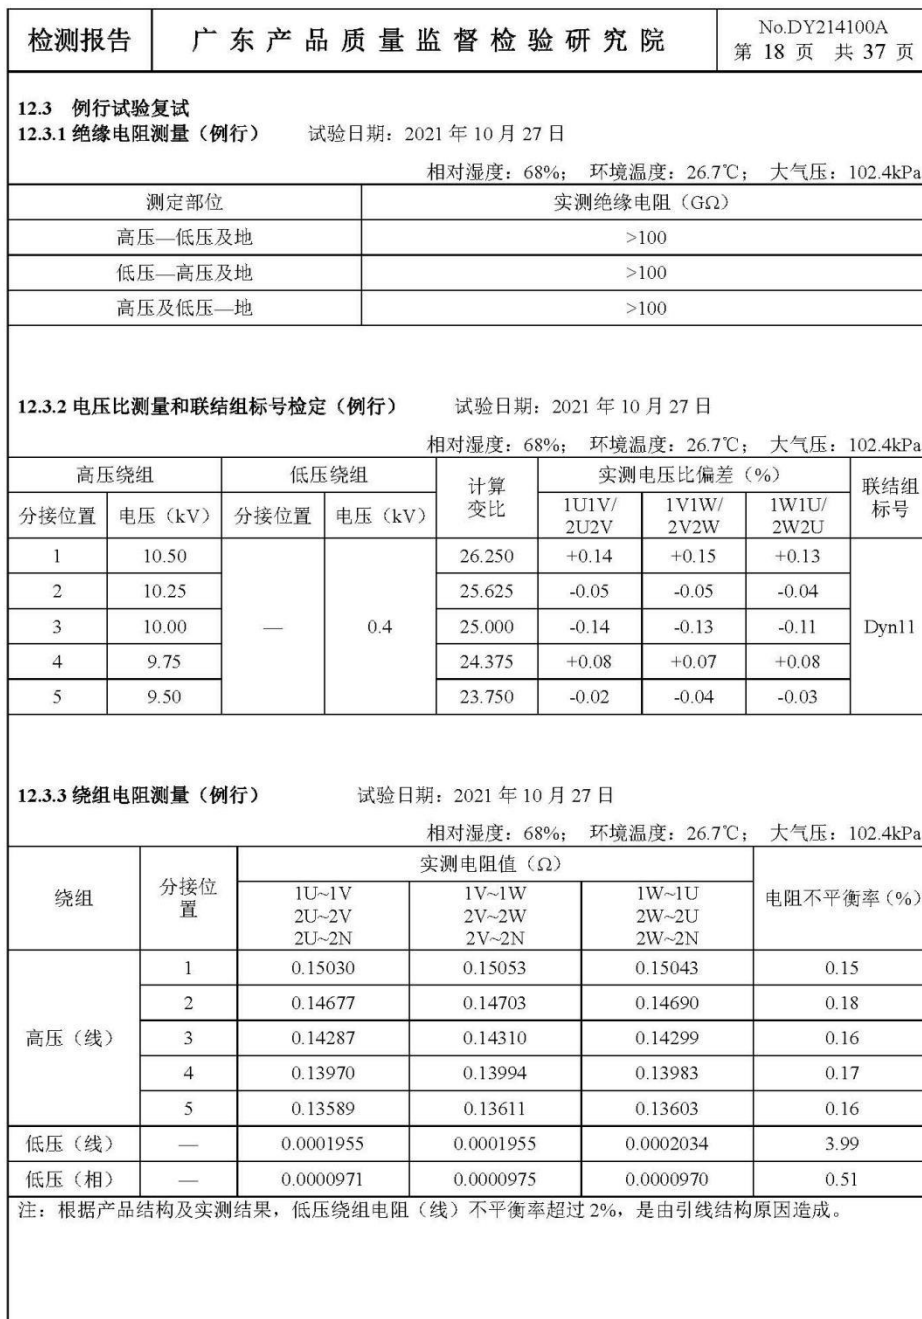 检测报告 广东产品质量监督检验研究院 No.DY214100A
第 18 页 共 37 页
12.3 例行试验复试
12.3.1 绝缘电阻测量（例行） 试验日期：2021 年 10 月 27 日
相对湿度：68%； 环境温度：26.7℃； 大气压：102.4kPa
测定部位 实测绝缘电阻（GΩ）
高压—低压及地 >100
低压—高压及地 >100
高压及低压—地 >100
12.3.2 电压比测量和联结组标号检定（例行） 试验日期：2021 年 10 月 27 日
相对湿度：68%； 环境温度：26.7℃； 大气压：102.4kPa
高压绕组 低压绕组 计算变比 实测电压比偏差（%） 联结组标号
分接位置 电压（kV） 分接位置 电压（kV） 1U1V/2U2V 1V1W/2V2W 1W1U/2W2U
1 10.50 26.250 +0.14 +0.15 +0.13
2 10.25 25.625 -0.05 -0.05 -0.04
3 10.00 — 0.4 25.000 -0.14 -0.13 -0.11 Dyn11
4 9.75 24.375 +0.08 +0.07 +0.08
5 9.50 23.750 -0.02 -0.04 -0.03
12.3.3 绕组电阻测量（例行） 试验日期：2021 年 10 月 27 日
相对湿度：68%； 环境温度：26.7℃； 大气压：102.4kPa
绕组 分接位置 实测电阻值（Ω） 电阻不平衡率（%）
1U~1V 1V~1W 1W~1U
2U~2V 2V~2W 2W~2U
2U~2N 2V~2N 2W~2N
高压（线） 1 0.15030 0.15053 0.15043 0.15
2 0.14677 0.14703 0.14690 0.18
3 0.14287 0.14310 0.14299 0.16
4 0.13970 0.13994 0.13983 0.17
5 0.13589 0.13611 0.13603 0.16
低压（线） — 0.0001955 0.0001955 0.0002034 3.99
低压（相） — 0.0000971 0.0000975 0.0000970 0.51
注：根据产品结构及实测结果，低压绕组电阻（线）不平衡率超过 2%，是由引线结构原因造成。